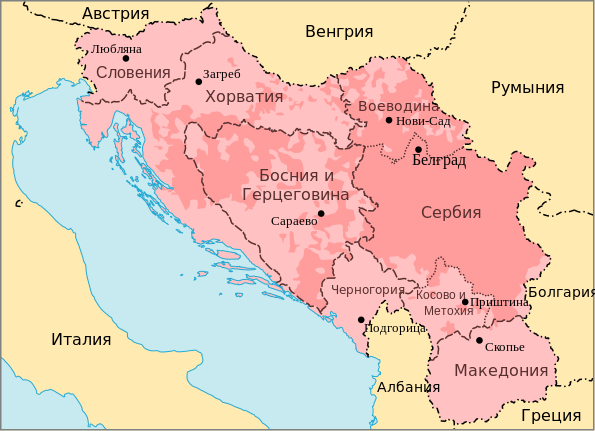 Австрия
Венгрия
Любляна
Словения
Загреб
Хорватия
Румыния
Воеводина
Нови-Сад
Белград
Босния и
Герцеговина
Сараево
Сербия
Черногория
Косово и
Метохия
Приштина
Болгария
Подгорица
Италия
Скопье
Македония
Албания
Греция